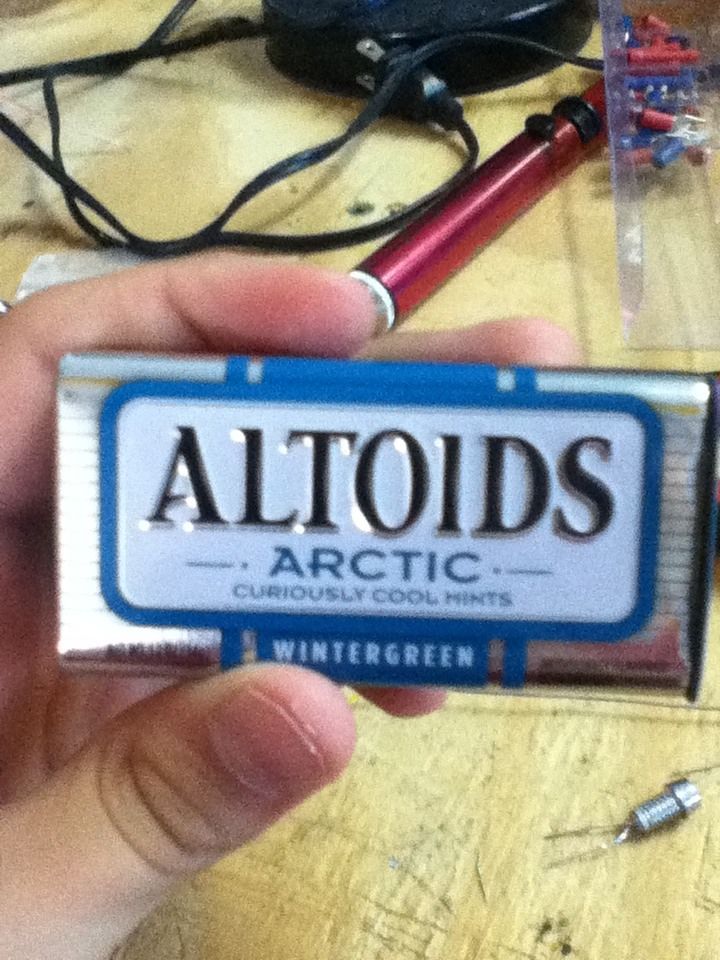 ALTOIDS
ARCTIC
CURIOUSLY COOL MINTS
WINTERGREEN